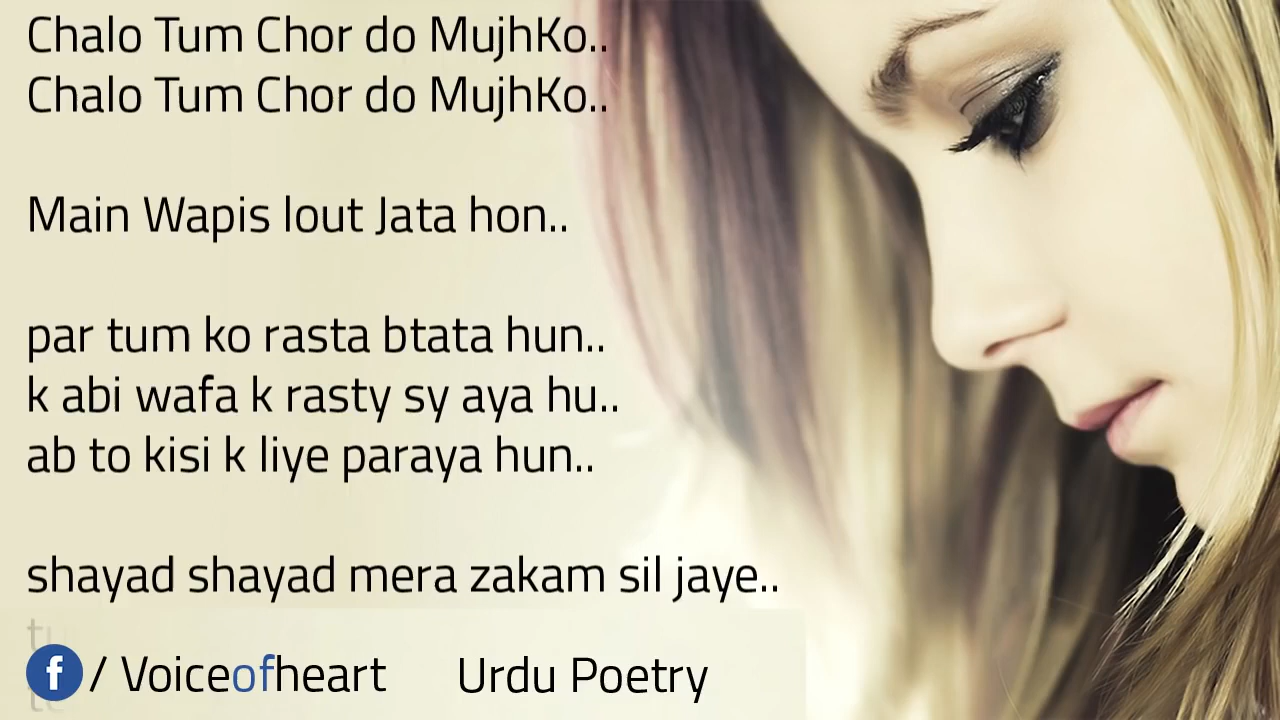 Chalo Tum Chor do MujhKo..
Chalo Tum Chor do MujhKo..
Main Wapis lout Jata hon..
par tum ko rasta btata hun..
k abi wafa k rasty sy aya hu..
ab to kisi k liye paraya hun..
shayad shayad mera zakam sil jaye..
f / Voiceofheart Urdu Poetry